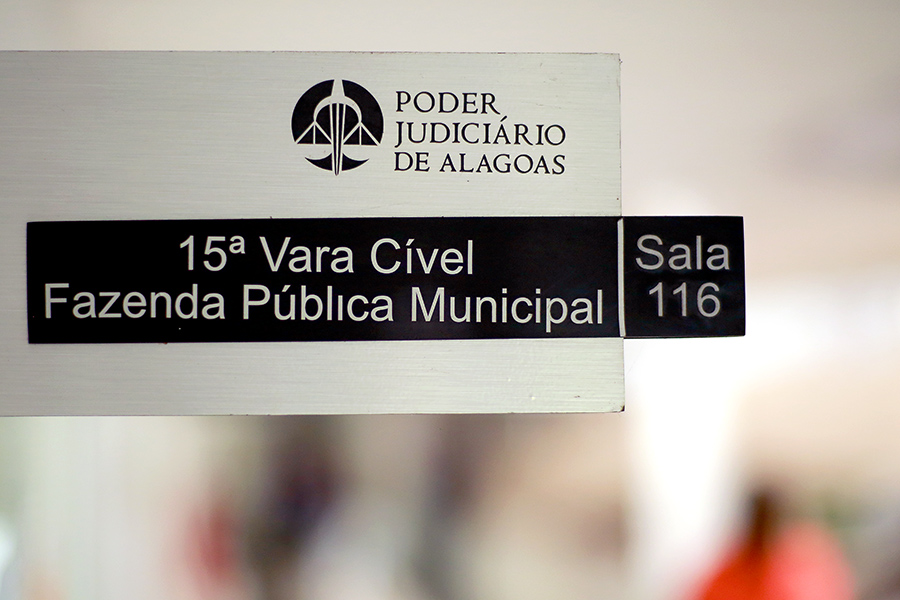 PODER
JUDICIÁRIO
DE ALAGOAS
15ª Vara Cível
Fazenda Pública Municipal
Sala
116